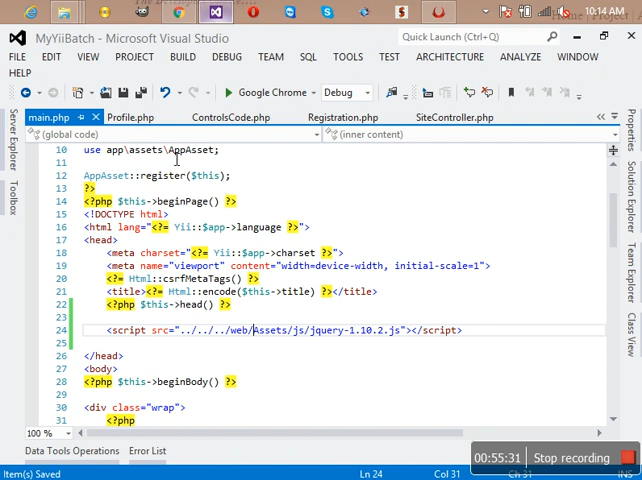 10:14 AM
Home | Project | A
MyYiiBatch - Microsoft Visual Studio
Quick Launch (Ctrl+Q)
FILE EDIT VIEW PROJECT BUILD DEBUG TEAM SQL TOOLS TEST ARCHITECTURE ANALYZE WINDOW
HELP
Google Chrome Debug
main.php Profile.php ControlsCode.php Registration.php SiteController.php
(global code) (inner content)
10 use app\assets\AppAsset;
11
12 AppAsset::register($this);
13 ?>
14 <?php $this->beginPage() ?>
15 <!DOCTYPE html>
16 <html lang="<?= Yii::$app->language ?>">
17 <head>
18 <meta charset="<?= Yii::$app->charset ?>">
19 <meta name="viewport" content="width=device-width, initial-scale=1">
20 <?= Html::csrfMetaTags() ?>
21 <title><?= Html::encode($this->title) ?></title>
22 <?php $this->head() ?>
23
24 <script src="../../../web/Assets/js/jquery-1.10.2.js"></script>
25
26 </head>
27 <body>
28 <?php $this->beginBody() ?>
29
30 <div class="wrap">
31 <?php
100 %
Server Explorer
Toolbox
Properties
Solution Explorer
Team Explorer
Class View
Data Tools Operations Error List
00:55:31 Stop recording
Item(s) Saved Ln 24 Col 31 Ch 31 INS